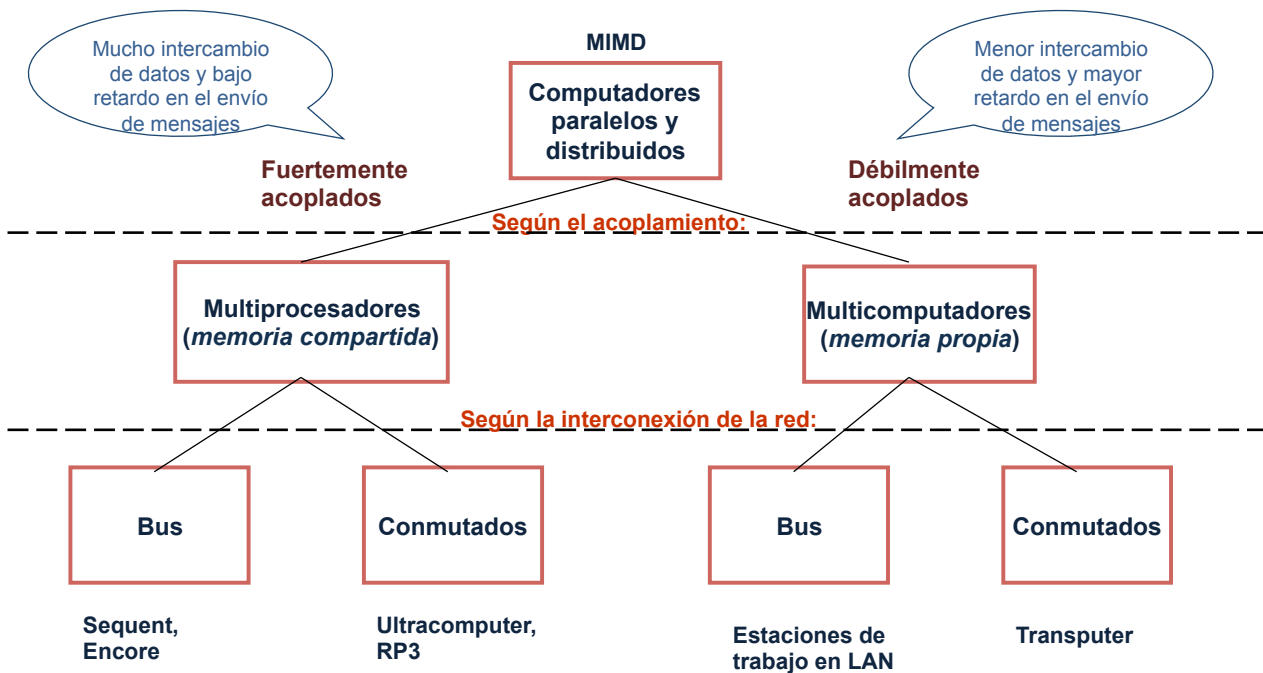 Mucho intercambio
de datos y bajo
retardo en el envío
de mensajes
MIMD
Computadores
paralelos y
distribuidos
Menor intercambio
de datos y mayor
retardo en el envío
de mensajes
Fuertemente
acoplados
Débilmente
acoplados
Según el acoplamiento:
Multiprocesadores
(memoria compartida)
Multicomputadores
(memoria propia)
Según la interconexión de la red:
Bus
Conmutados
Bus
Conmutados
Sequent,
Encore
Ultracomputer,
RP3
Estaciones de
trabajo en LAN
Transputer